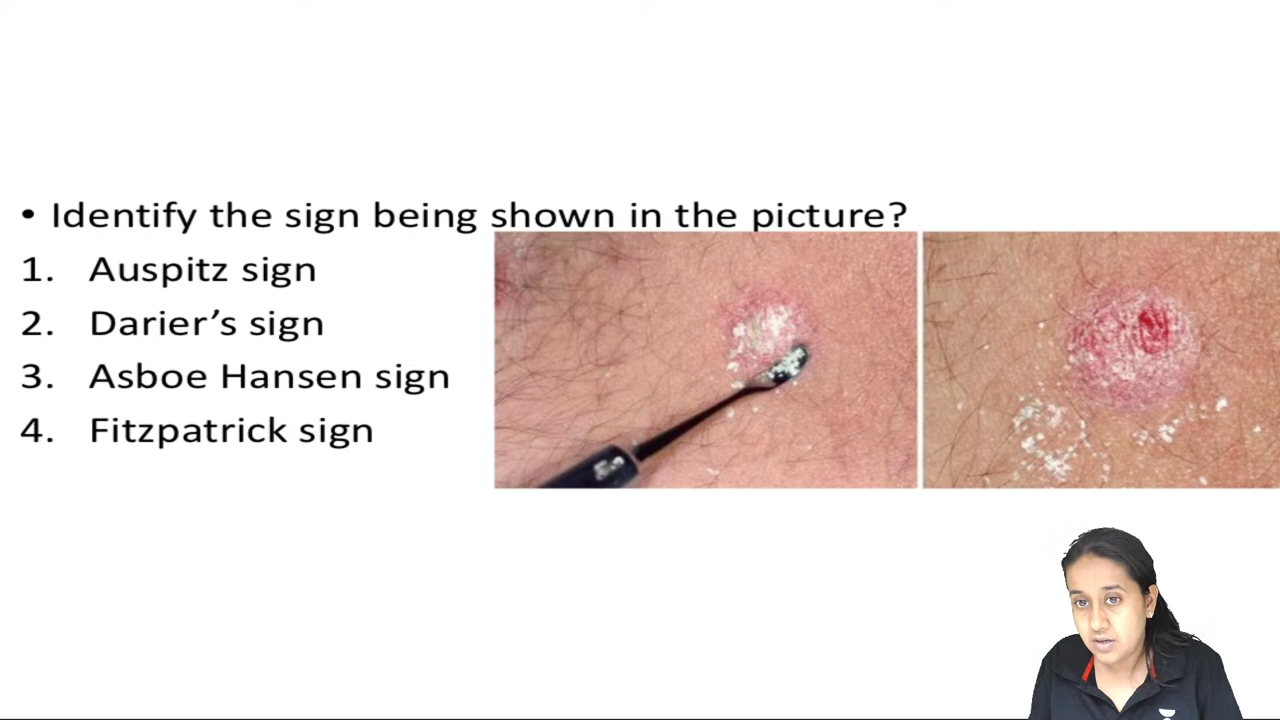 • Identify the sign being shown in the picture?
1. Auspitz sign
2. Darier’s sign
3. Asboe Hansen sign
4. Fitzpatrick sign